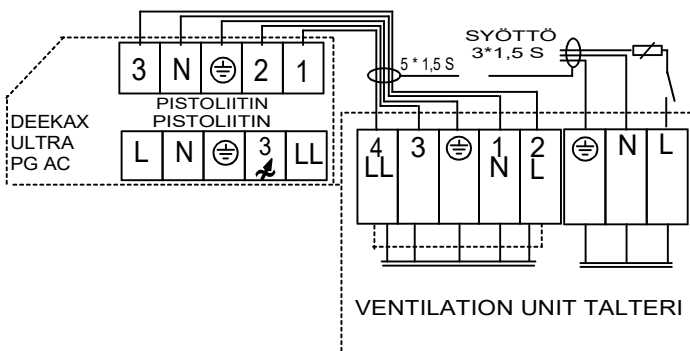 SYÖTTÖ
3*1,5 S
5 * 1,5 S
3 N 2 1
PISTOLIITIN
PISTOLIITIN
DEEKAX
ULTRA
PG AC
L N 3 LL
4 3 1 2
LL N L
N L
VENTILATION UNIT TALTERI